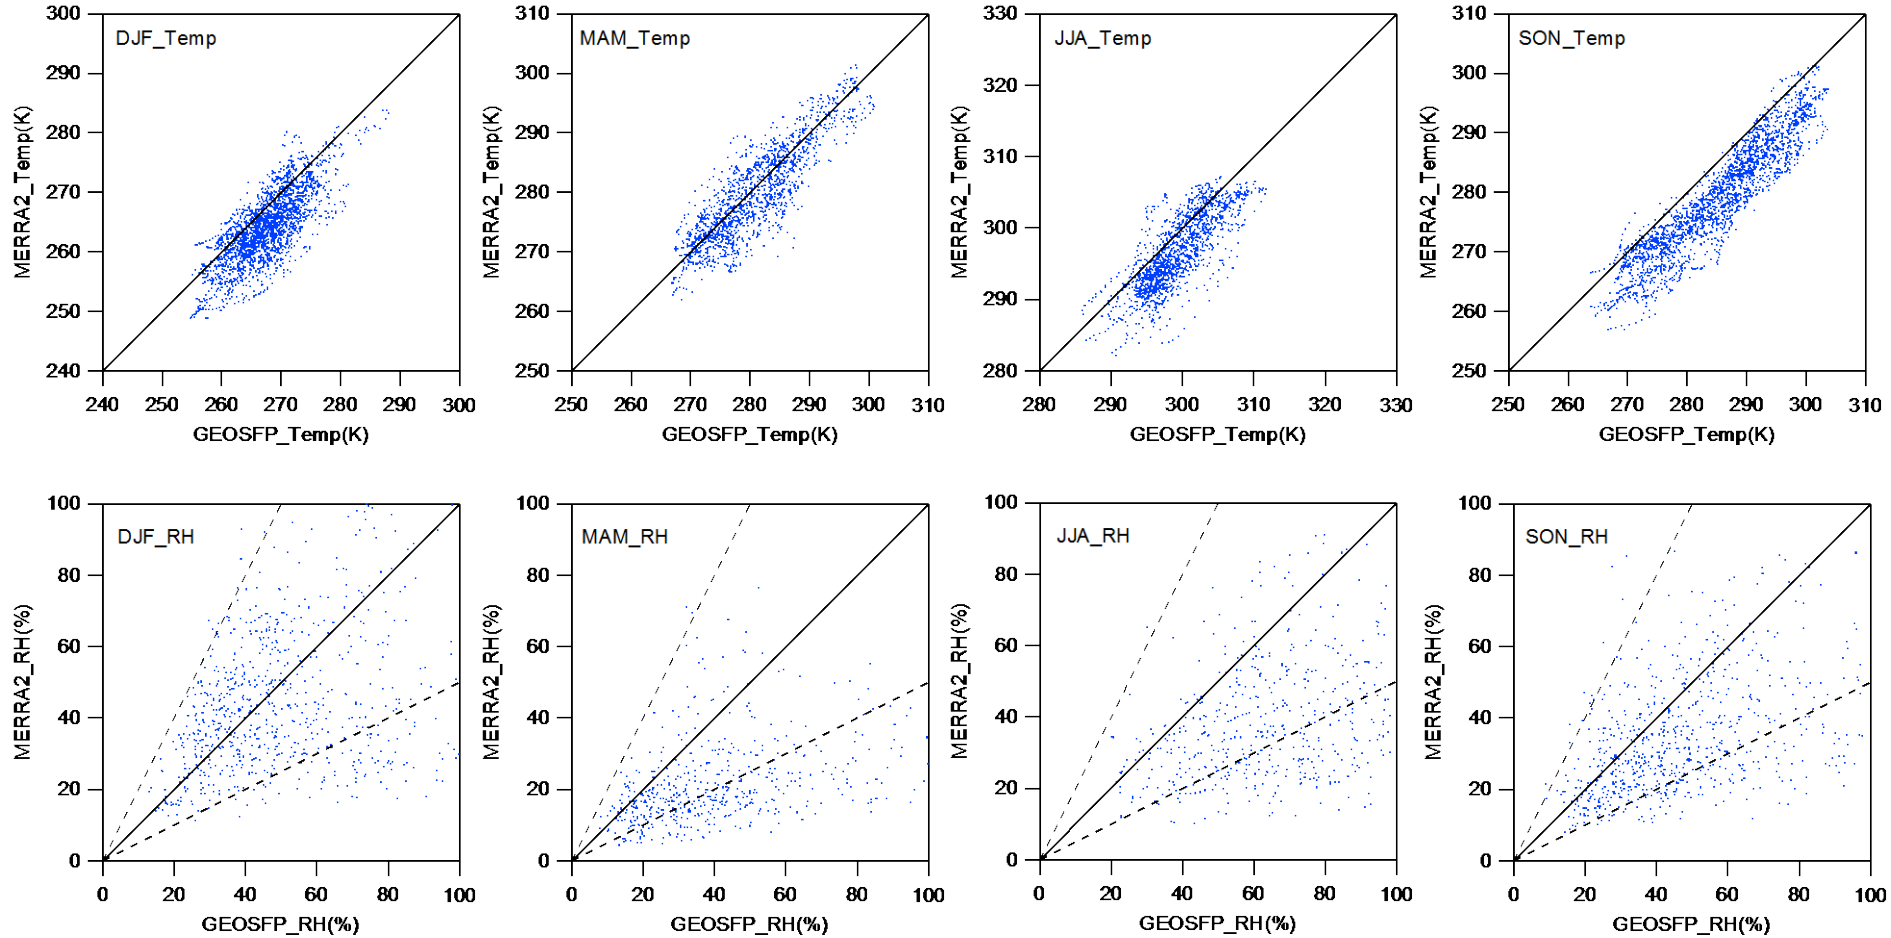 DJF_Temp
MERRA2_Temp(K)
300
290
280
270
260
250
240
240 250 260 270 280 290 300
GEOSFP_Temp(K)
MAM_Temp
MERRA2_Temp(K)
310
300
290
280
270
260
250
250 260 270 280 290 300 310
GEOSFP_Temp(K)
JJA_Temp
MERRA2_Temp(K)
330
320
310
300
290
280
280 290 300 310 320 330
GEOSFP_Temp(K)
SON_Temp
MERRA2_Temp(K)
310
300
290
280
270
260
250
250 260 270 280 290 300 310
GEOSFP_Temp(K)
DJF_RH
MERRA2_RH(%)
100
80
60
40
20
0
0 20 40 60 80 100
GEOSFP_RH(%)
MAM_RH
MERRA2_RH(%)
100
80
60
40
20
0
0 20 40 60 80 100
GEOSFP_RH(%)
JJA_RH
MERRA2_RH(%)
100
80
60
40
20
0
0 20 40 60 80 100
GEOSFP_RH(%)
SON_RH
MERRA2_RH(%)
100
80
60
40
20
0
0 20 40 60 80 100
GEOSFP_RH(%)